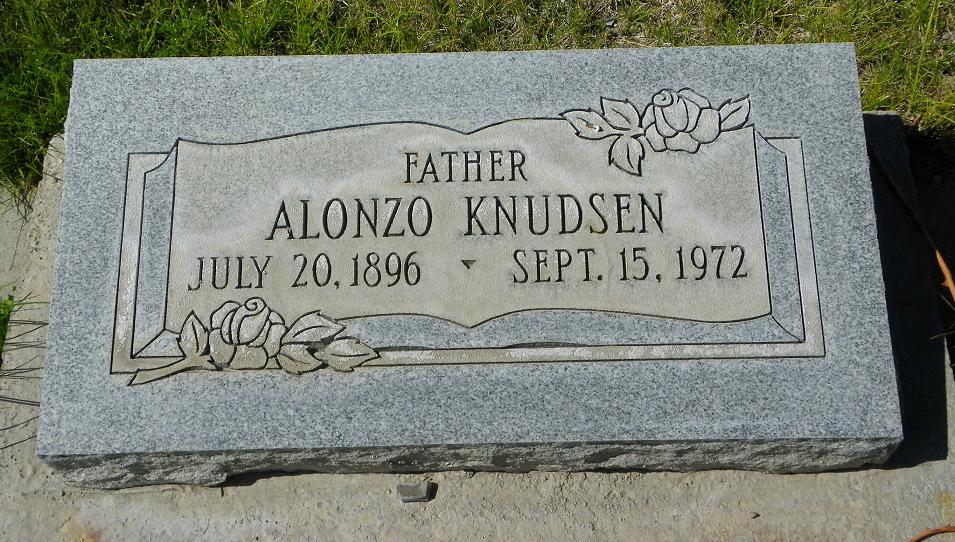 FATHER
ALONZO KNUDSEN
JULY 20, 1896 SEPT. 15, 1972